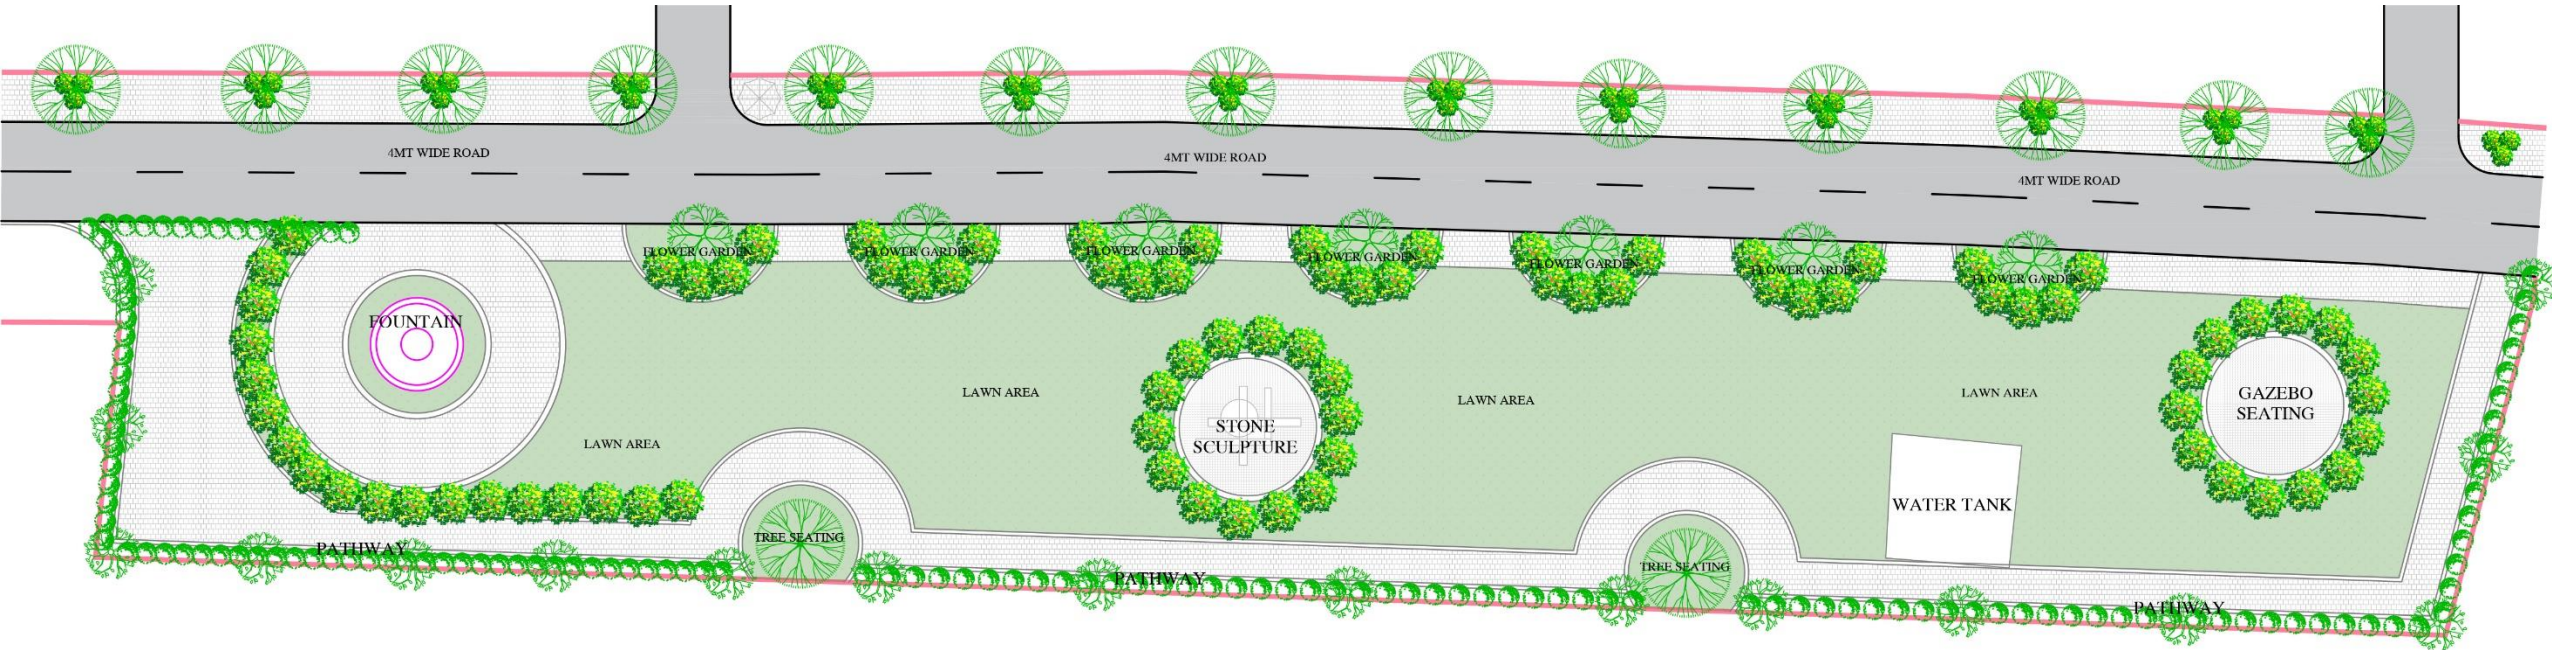 4MT WIDE ROAD
4MT WIDE ROAD
4MT WIDE ROAD
FLOWER GARDEN
FLOWER GARDEN
FLOWER GARDEN
FLOWER GARDEN
FLOWER GARDEN
FLOWER GARDEN
FLOWER GARDEN
FOUNTAIN
LAWN AREA
LAWN AREA
LAWN AREA
LAWN AREA
STONE
SCULPTURE
GAZEBO
SEATING
WATER TANK
TREE SEATING
TREE SEATING
PATHWAY
PATHWAY
PATHWAY